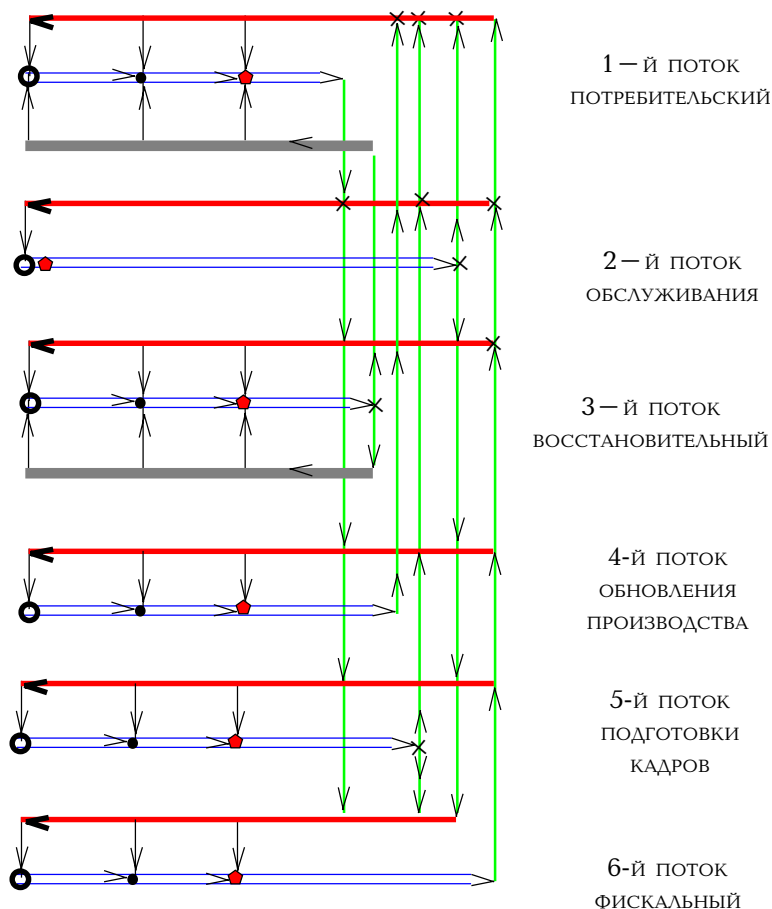 1 – Й ПОТОК
ПОТРЕБИТЕЛЬСКИЙ
2 – Й ПОТОК
ОБСЛУЖИВАНИЯ
3 – Й ПОТОК
ВОССТАНОВИТЕЛЬНЫЙ
4-Й ПОТОК
ОБНОВЛЕНИЯ
ПРОИЗВОДСТВА
5-Й ПОТОК
ПОДГОТОВКИ
КАДРОВ
6-Й ПОТОК
ФИСКАЛЬНЫЙ